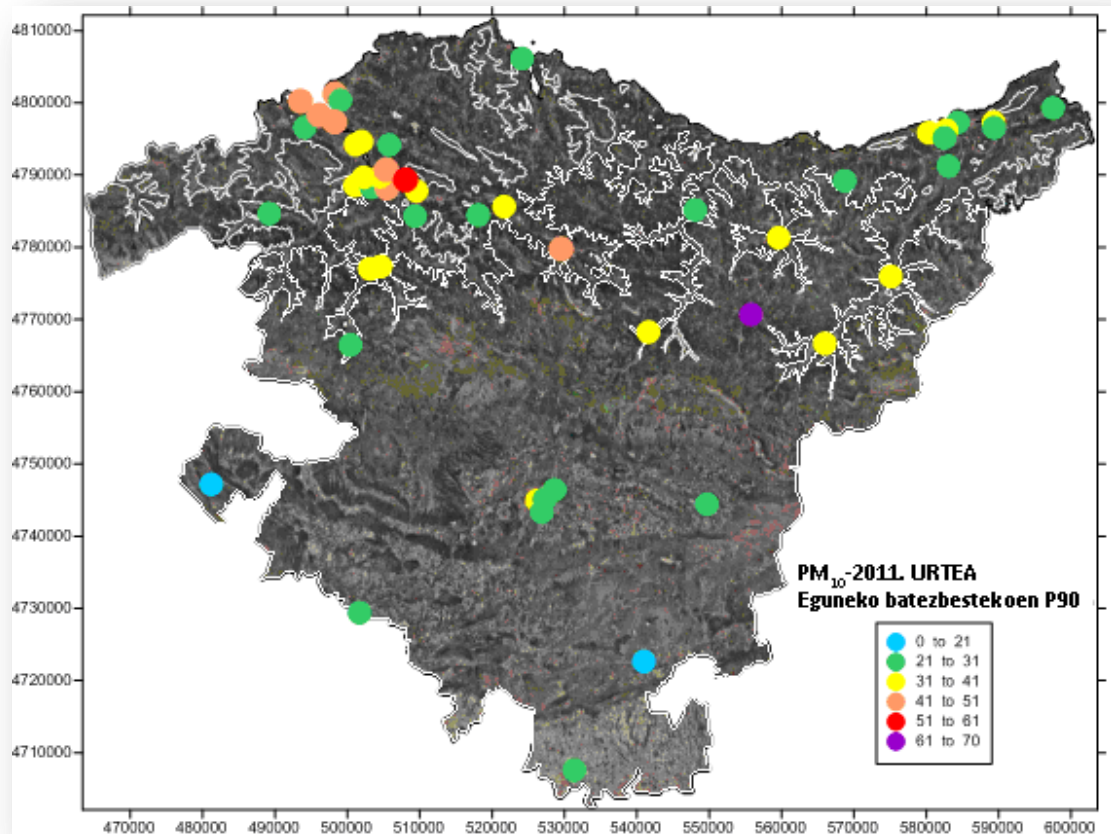 4810000
4800000
4790000
4780000
4770000
4760000
4750000
4740000
4730000
4720000
4710000
PM10-2011. URTEA
Eguneko batezbestekoen P90
0 to 21
21 to 31
31 to 41
41 to 51
51 to 61
61 to 70
470000 480000 490000 500000 510000 520000 530000 540000 550000 560000 570000 580000 590000 600000